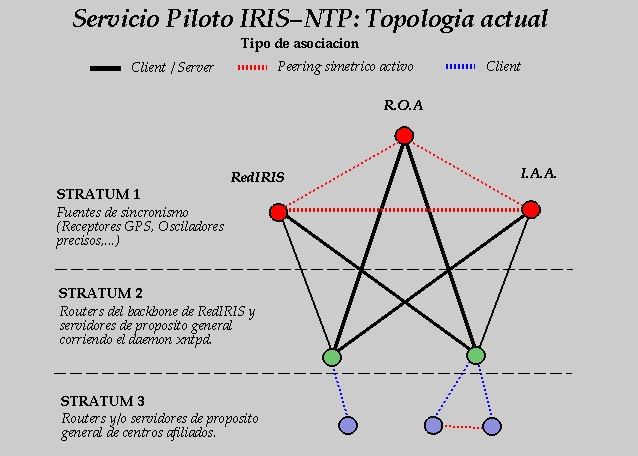 Servicio Piloto IRIS–NTP: Topologia actual
Tipo de asociacion
Client / Server
Peering simetrico activo
Client
R.O.A
RedIRIS
I.A.A.
STRATUM 1
Fuentes de sincronismo
(Receptores GPS, Osciladores
precisos,...)
STRATUM 2
Routers del backbone de RedIRIS y
servidores de proposito general
corriendo el daemon xntpd.
STRATUM 3
Routers y/o servidores de proposito
general de centros afiliados.